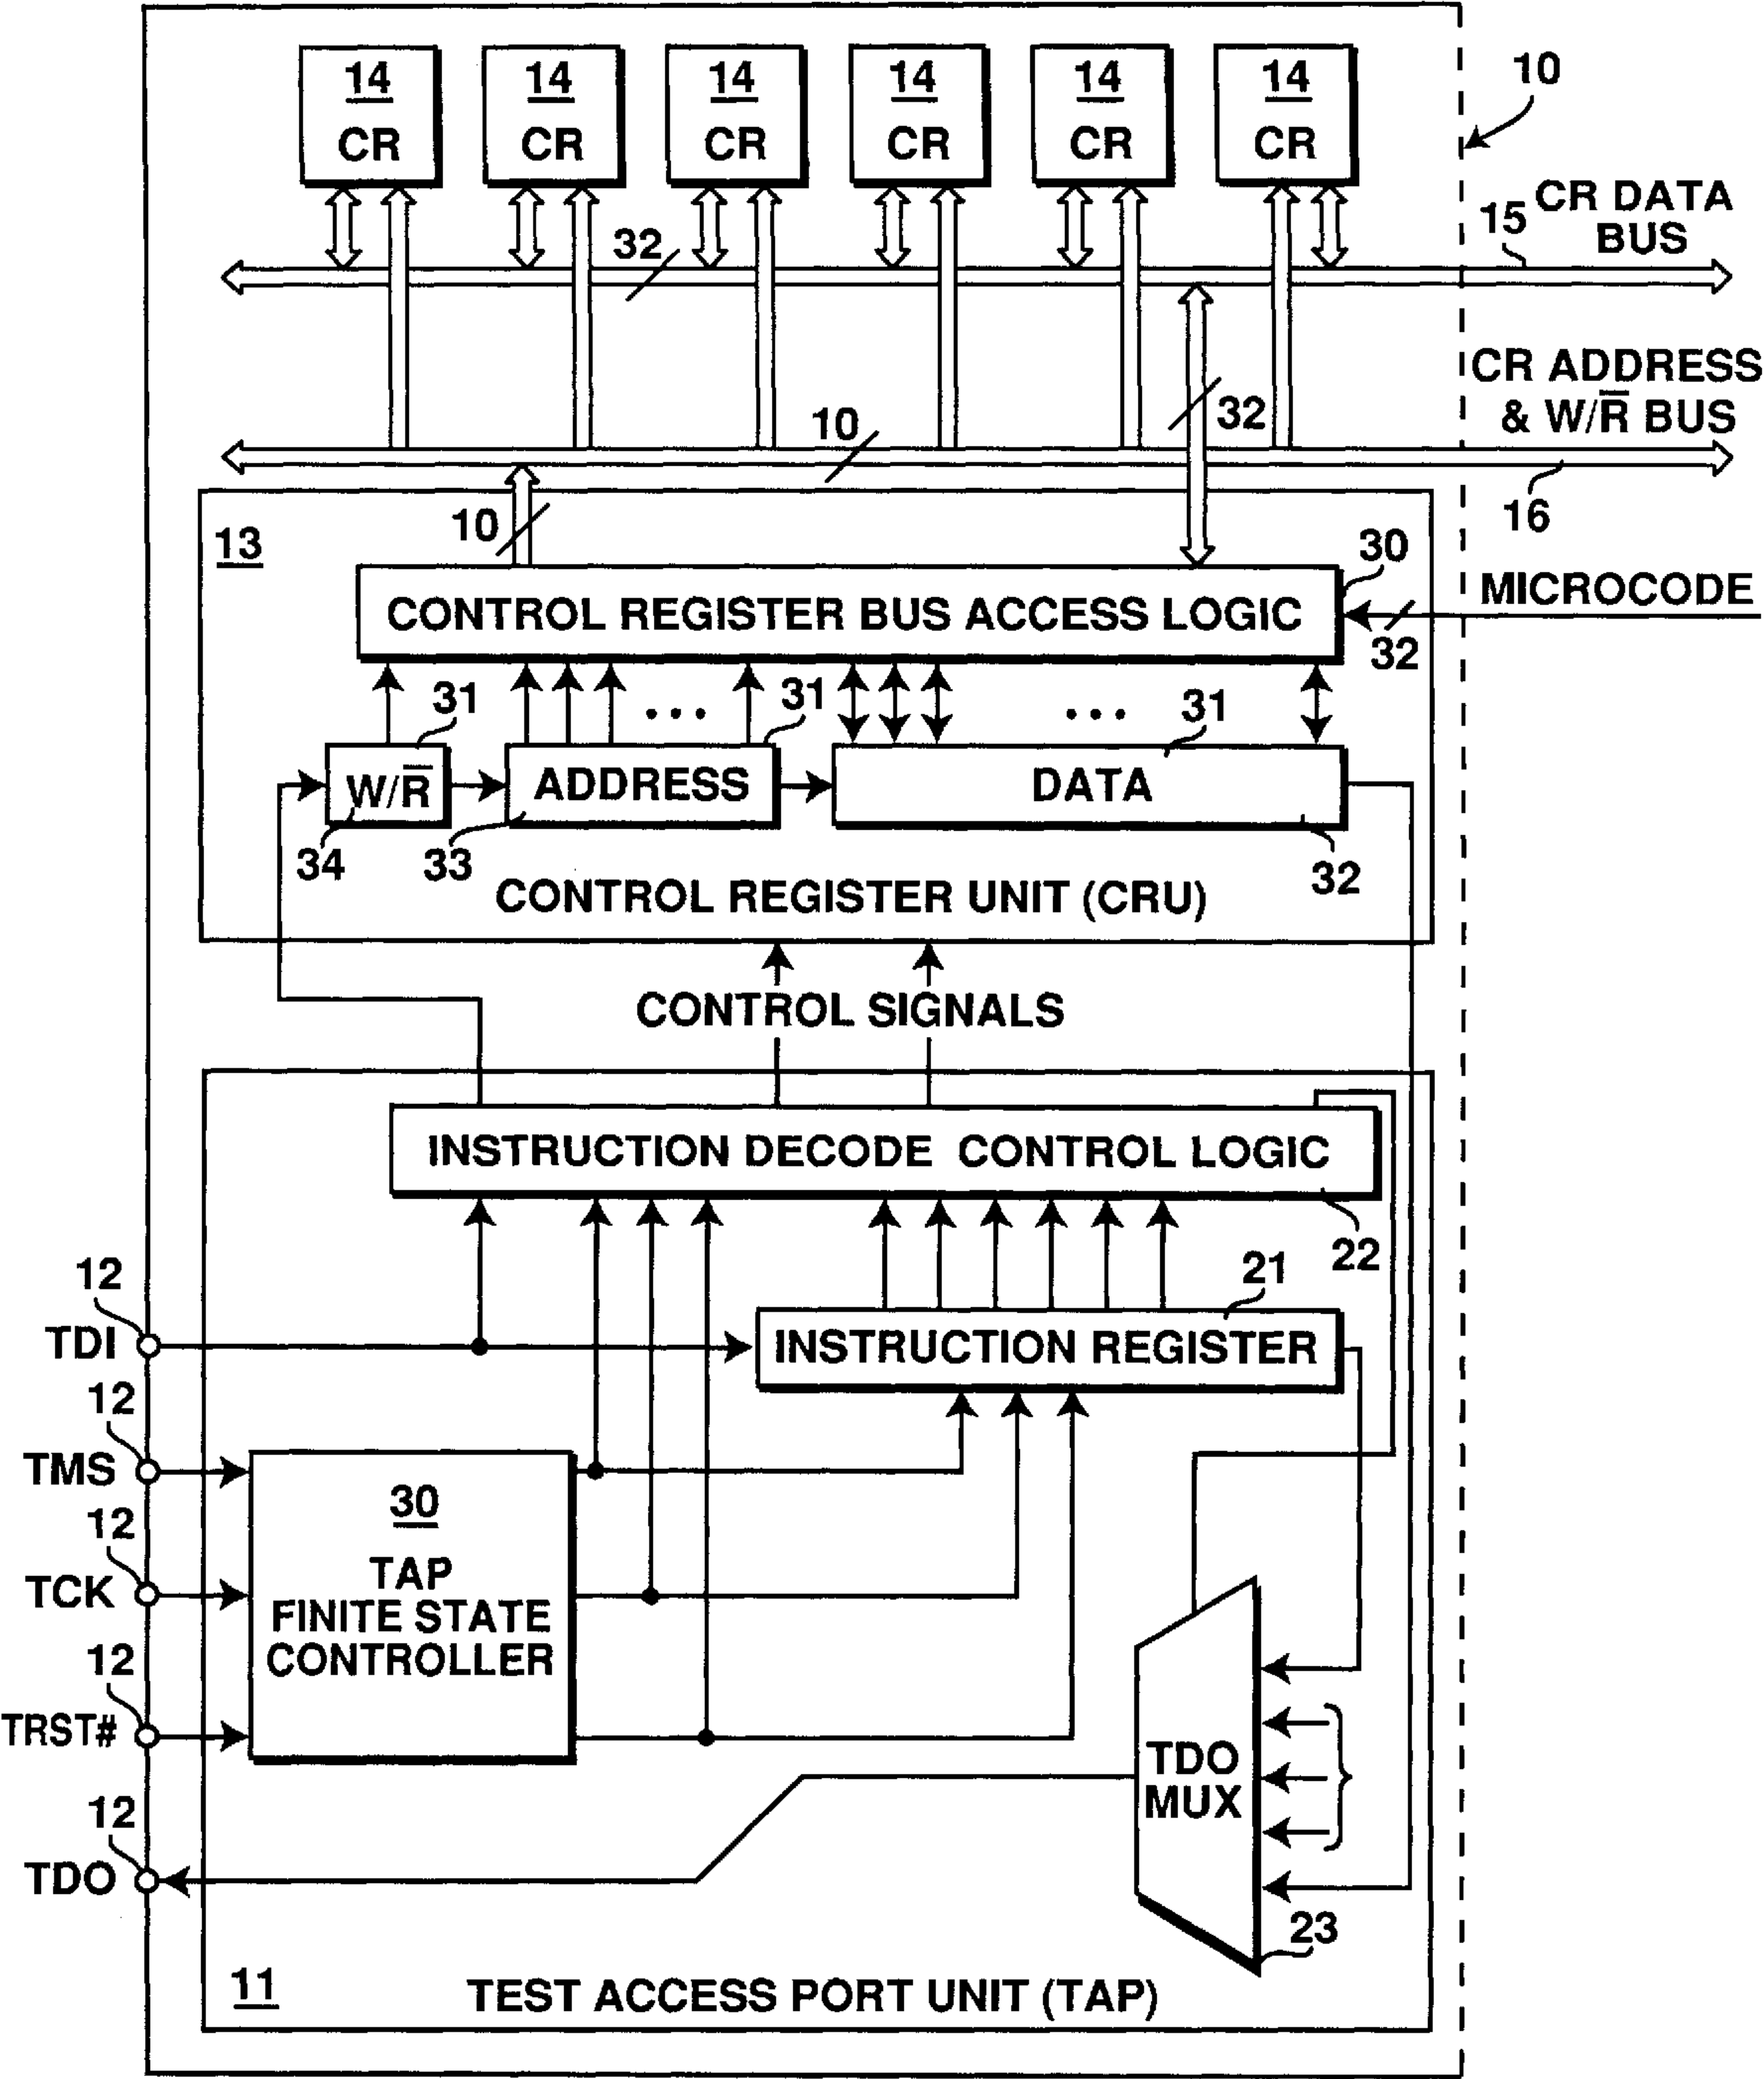 14 14 14 14 14 14
CR CR CR CR CR CR
10
CR DATA
BUS
15
32
CR ADDRESS
& W/R̅ BUS
32
10
16
10
13
30
CONTROL REGISTER BUS ACCESS LOGIC
MICROCODE
32
31 31 31
... ...
W/R̅ ADDRESS DATA
34 33 32
CONTROL REGISTER UNIT (CRU)
CONTROL SIGNALS
INSTRUCTION DECODE CONTROL LOGIC
22
21
12
TDI
INSTRUCTION REGISTER
12
TMS
30
TAP
FINITE STATE
CONTROLLER
12
TCK
12
TRST#
TDO
MUX
12
TDO
23
11
TEST ACCESS PORT UNIT (TAP)